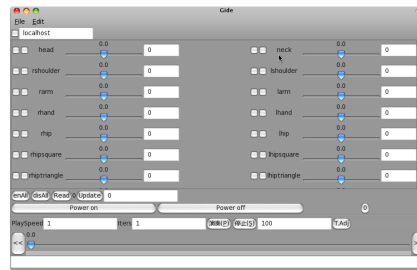 Gide
File Edit
localhost
0.0 0.0
head 0 neck 0
0.0 0.0
rshoulder 0 lshoulder 0
0.0 0.0
rarm 0 larm 0
0.0 0.0
rhand 0 lhand 0
0.0 0.0
rhip 0 lhip 0
0.0 0.0
rhipsquare 0 lhipsquare 0
0.0 0.0
rhiptriangle 0 lhiptriangle 0
enAll disAll Read Update 0
Power on Power off 0
PlaySpeed 1 Iters 1 (P) 停止(S) 100 T.Adj
0.0
<< >